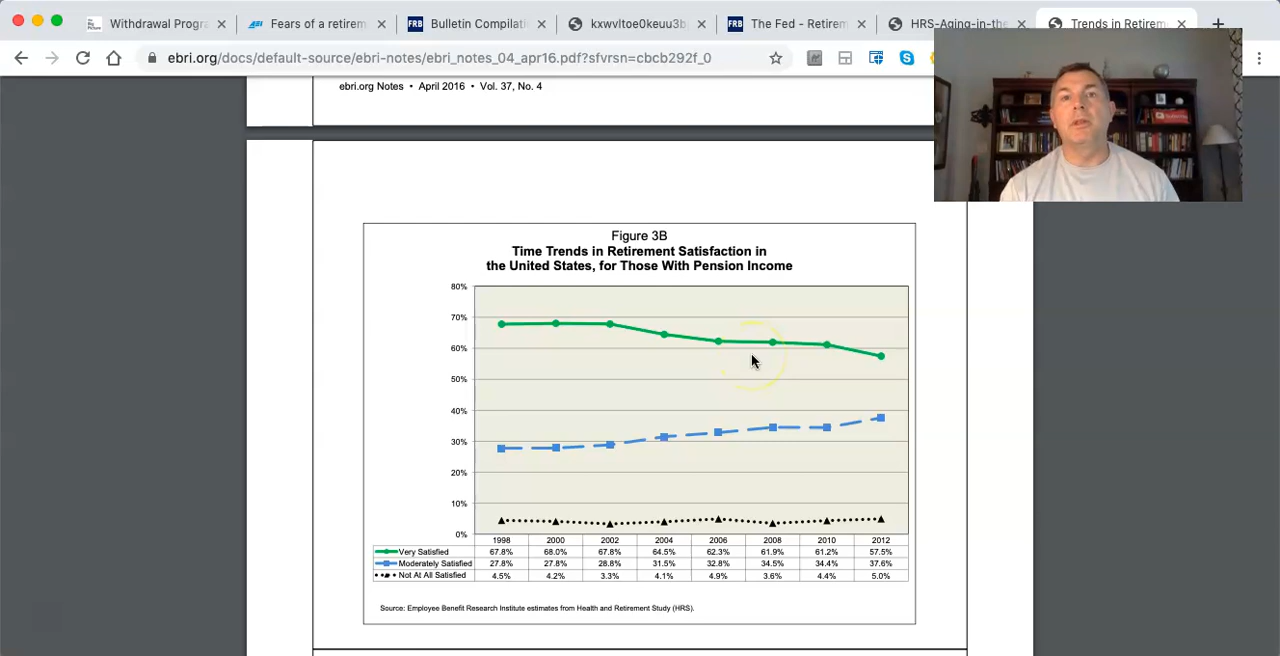 Withdrawal Progra
Fears of a retirem
Bulletin Compilati
kxwvltoe0keuu3b
The Fed - Retirem
HRS-Aging-in-the
Trends in Retirem
ebri.org/docs/default-source/ebri-notes/ebri_notes_04_apr16.pdf?sfvrsn=cbcb292f_0
ebri.org Notes • April 2016 • Vol. 37, No. 4
Figure 3B
Time Trends in Retirement Satisfaction in
the United States, for Those With Pension Income
80%
70%
60%
50%
40%
30%
20%
10%
0%
1998 2000 2002 2004 2006 2008 2010 2012
Very Satisfied 67.8% 68.0% 67.8% 64.5% 62.3% 61.9% 61.2% 57.5%
Moderately Satisfied 27.8% 27.8% 28.8% 31.5% 32.8% 34.5% 34.4% 37.6%
Not At All Satisfied 4.5% 4.2% 3.3% 4.1% 4.9% 3.6% 4.4% 5.0%
Source: Employee Benefit Research Institute estimates from Health and Retirement Study (HRS).